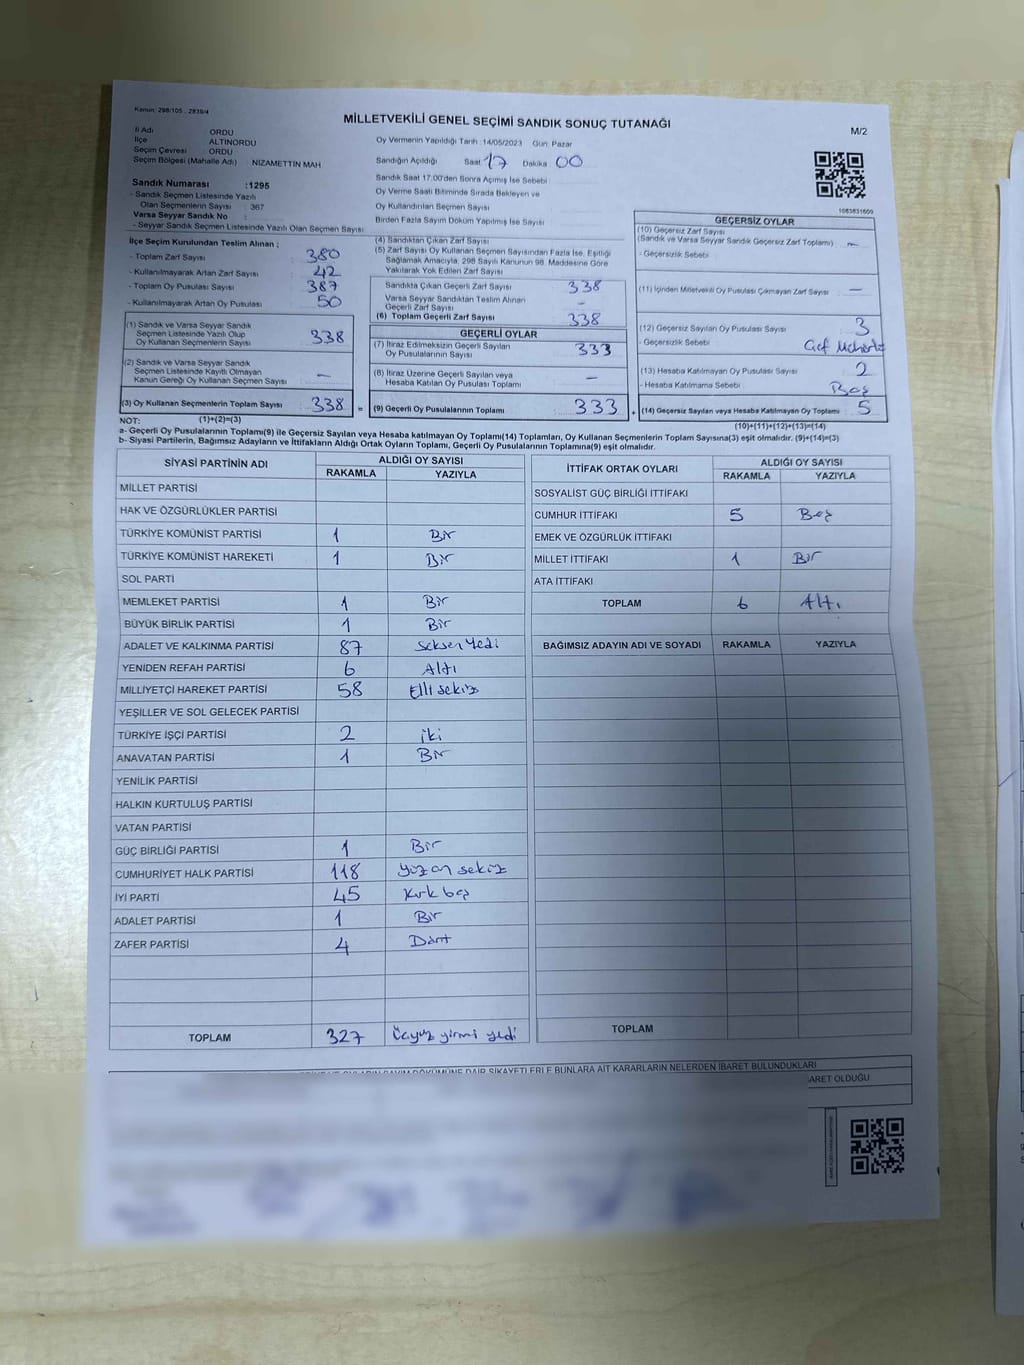 Kanun: 298/105 , 2839/4
MİLLETVEKİLİ GENEL SEÇİMİ SANDIK SONUÇ TUTANAĞI
M/2
İl Adı ORDU
İlçe ALTINORDU
Seçim Çevresi : ORDU
Seçim Bölgesi (Mahalle Adı) : NİZAMETTİN MAH
Oy Vermenin Yapıldığı Tarih :14/05/2023 Gün: Pazar
Sandığın Açıldığı Saat 17 Dakika 00
Sandık Saat 17.00'den Sonra Açılmış İse Sebebi
Oy Verme Saati Bitiminde Sırada Bekleyen ve
Oy Kullandırılan Seçmen Sayısı
Birden Fazla Sayım Döküm Yapılmış İse Sayısı
1083831609
Sandık Numarası :1295
- Sandık Seçmen Listesinde Yazılı
Olan Seçmenlerin Sayısı : 367
Varsa Seyyar Sandık No :
- Seyyar Sandık Seçmen Listesinde Yazılı Olan Seçmen Sayısı
İlçe Seçim Kurulundan Teslim Alınan ;
- Toplam Zarf Sayısı 380
- Kullanılmayarak Artan Zarf Sayısı 42
- Toplam Oy Pusulası Sayısı 387
- Kullanılmayarak Artan Oy Pusulası 50
(1) Sandık ve Varsa Seyyar Sandık
Seçmen Listesinde Yazılı Olup
Oy Kullanan Seçmenlerin Sayısı 338
(2) Sandık ve Varsa Seyyar Sandık
Seçmen Listesinde Kayıtlı Olmayan
Kanun Gereği Oy Kullanan Seçmen Sayısı —
(3) Oy Kullanan Seçmenlerin Toplam Sayısı 338 =
(4) Sandıktan Çıkan Zarf Sayısı
(5) Zarf Sayısı Oy Kullanan Seçmen Sayısından Fazla İse, Eşitliği
Sağlamak Amacıyla; 298 Sayılı Kanunun 98. Maddesine Göre
Yakılarak Yok Edilen Zarf Sayısı
Sandıkta Çıkan Geçerli Zarf Sayısı 338
Varsa Seyyar Sandıktan Teslim Alınan
Geçerli Zarf Sayısı -
(6) Toplam Geçerli Zarf Sayısı 338
GEÇERLİ OYLAR
(7) İtiraz Edilmeksizin Geçerli Sayılan
Oy Pusulalarının Sayısı 333
(8) İtiraz Üzerine Geçerli Sayılan veya
Hesaba Katılan Oy Pusulası Toplamı —
(9) Geçerli Oy Pusulalarının Toplamı 333 +
GEÇERSİZ OYLAR
(10) Geçersiz Zarf Sayısı
(Sandık ve Varsa Seyyar Sandık Geçersiz Zarf Toplamı) —
- Geçersizlik Sebebi
(11) İçinden Milletvekili Oy Pusulası Çıkmayan Zarf Sayısı —
(12) Geçersiz Sayılan Oy Pusulası Sayısı 3
- Geçersizlik Sebebi
(13) Hesaba Katılmayan Oy Pusulası Sayısı 2
- Hesaba Katılmama Sebebi Boş
(14) Geçersiz Sayılan veya Hesaba Katılmayan Oy Toplamı 5
NOT: (1)+(2)=(3)
(10)+(11)+(12)+(13)=(14)
a- Geçerli Oy Pusulalarının Toplamı(9) ile Geçersiz Sayılan veya Hesaba katılmayan Oy Toplamı(14) Toplamları, Oy Kullanan Seçmenlerin Toplam Sayısına(3) eşit olmalıdır. (9)+(14)=(3)
b- Siyasi Partilerin, Bağımsız Adayların ve İttifakların Aldığı Ortak Oyların Toplamı, Geçerli Oy Pusulalarının Toplamına(9) eşit olmalıdır.
SİYASİ PARTİNİN ADI ALDIĞI OY SAYISI
RAKAMLA YAZIYLA
MİLLET PARTİSİ
HAK VE ÖZGÜRLÜKLER PARTİSİ
TÜRKİYE KOMÜNİST PARTİSİ 1 Bir
TÜRKİYE KOMÜNİST HAREKETİ 1 Bir
SOL PARTİ
MEMLEKET PARTİSİ 1 Bir
BÜYÜK BİRLİK PARTİSİ 1 Bir
ADALET VE KALKINMA PARTİSİ 87 Seksen Yedi
YENİDEN REFAH PARTİSİ 6 Altı
MİLLİYETÇİ HAREKET PARTİSİ 58 Elli sekiz
YEŞİLLER VE SOL GELECEK PARTİSİ
TÜRKİYE İŞÇİ PARTİSİ 2 iki
ANAVATAN PARTİSİ 1 Bir
YENİLİK PARTİSİ
HALKIN KURTULUŞ PARTİSİ
VATAN PARTİSİ
GÜÇ BİRLİĞİ PARTİSİ 1 Bir
CUMHURİYET HALK PARTİSİ 118 Yüz on sekiz
İYİ PARTİ 45 Kırk beş
ADALET PARTİSİ 1 Bir
ZAFER PARTİSİ 4 Dört
TOPLAM 327 Üçyüz yirmi yedi
İTTİFAK ORTAK OYLARI ALDIĞI OY SAYISI
RAKAMLA YAZIYLA
SOSYALİST GÜÇ BİRLİĞİ İTTİFAKI
CUMHUR İTTİFAKI 5 Beş
EMEK VE ÖZGÜRLÜK İTTİFAKI
MİLLET İTTİFAKI 1 Bir
ATA İTTİFAKI
TOPLAM 6 Altı
BAĞIMSIZ ADAYIN ADI VE SOYADI RAKAMLA YAZIYLA
TOPLAM
DÖKÜMÜNE DAİR ŞİKAYETLERLE BUNLARA AİT KARARLARIN NELERDEN İBARET BULUNDUKLARI
OLDUĞU